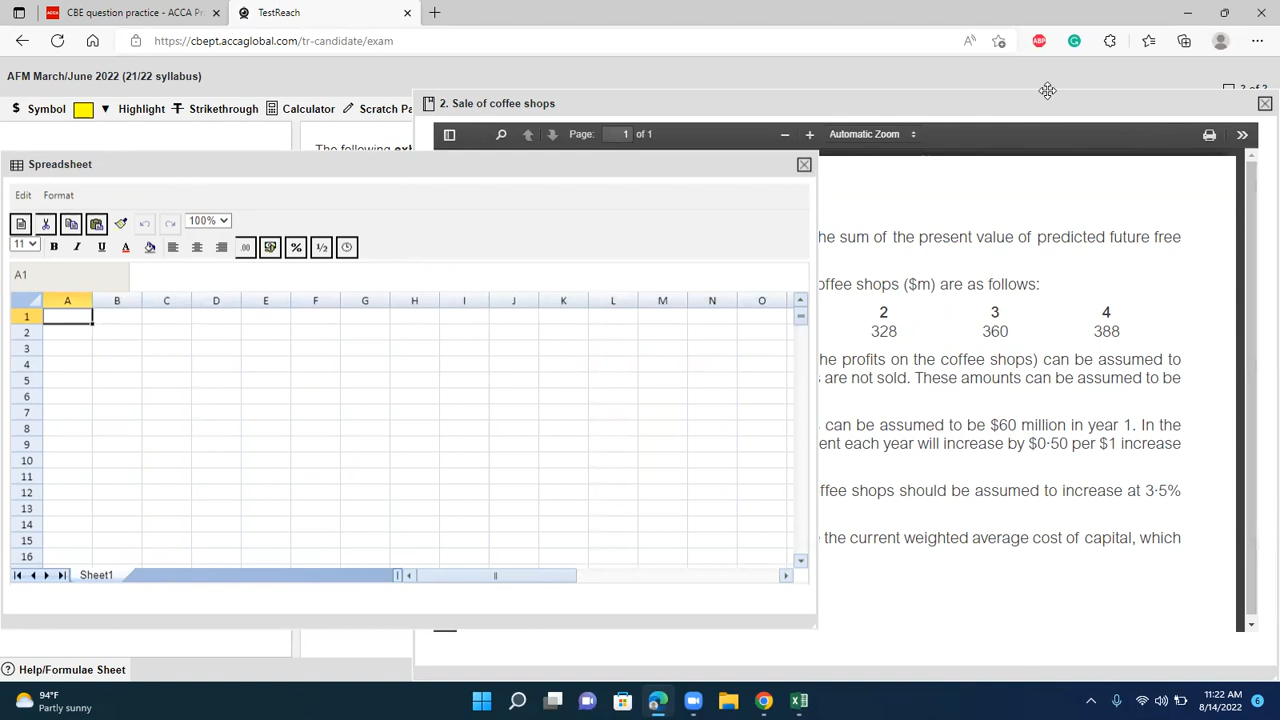 CBE question practice - ACCA Pr
TestReach
https://cbept.accaglobal.com/tr-candidate/exam
AFM March/June 2022 (21/22 syllabus)
$ Symbol
Highlight
Strikethrough
Calculator
Scratch Pa
2. Sale of coffee shops
Page: 1 of 1
Automatic Zoom
Spreadsheet
Edit Format
100%
11 B I U A .00 % ½
A1
A B C D E F G H I J K L M N O
1
2
3
4
5
6
7
8
9
10
11
12
13
14
15
16
Sheet1
he sum of the present value of predicted future free
offee shops ($m) are as follows:
2 3 4
328 360 388
he profits on the coffee shops) can be assumed to
are not sold. These amounts can be assumed to be
can be assumed to be $60 million in year 1. In the
ent each year will increase by $0·50 per $1 increase
ffee shops should be assumed to increase at 3·5%
the current weighted average cost of capital, which
Help/Formulae Sheet
94°F
Partly sunny
11:22 AM
8/14/2022
6